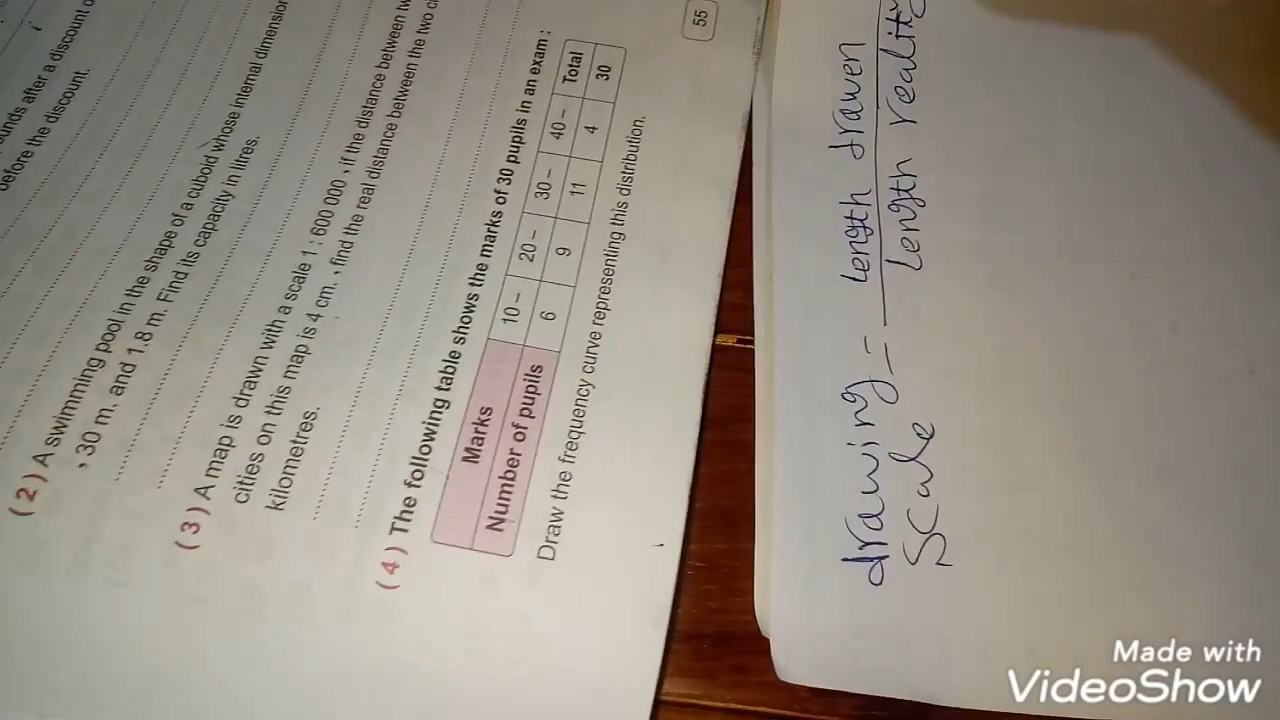 unds after a discount
before the discount.
(2) A swimming pool in the shape of a cuboid whose internal
, 30 m. and 1.8 m. Find its capacity in litres.
(3) A map is drawn with a scale 1 : 600 000 , if the distance between
cities on this map is 4 cm. , find the real distance between the two
kilometres.
(4) The following table shows the marks of 30 pupils in an exam :
Marks 10 – 20 – 30 – 40 – Total
Number of pupils 6 9 11 4 30
Draw the frequency curve representing this distribution.
55
drawing = length drawen
Scale length reality
Made with
VideoShow